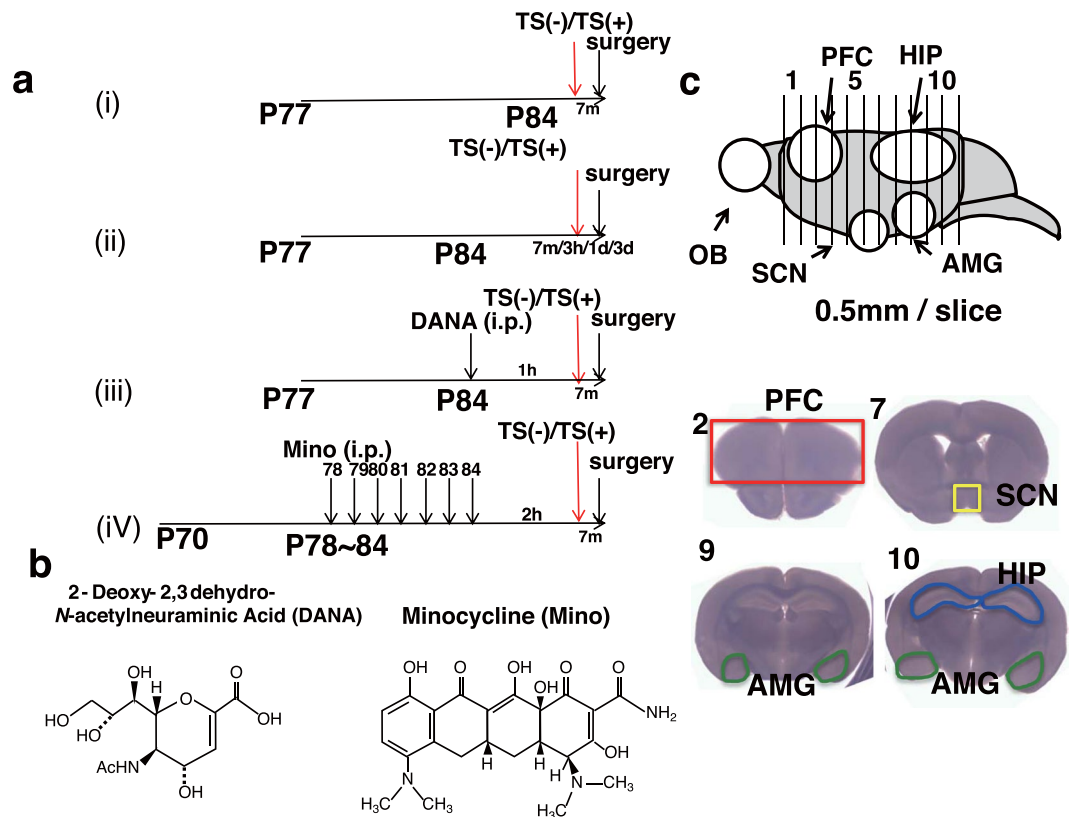 a
(i)
TS(-)/TS(+)
surgery
P77
P84
7m
(ii)
TS(-)/TS(+)
surgery
P77
P84
7m/3h/1d/3d
(iii)
TS(-)/TS(+)
DANA (i.p.)
surgery
1h
P77
P84
7m
(iV)
TS(-)/TS(+)
Mino (i.p.)
surgery
78 79 80 81 82 83 84
2h
P70
P78~84
7m
b
2- Deoxy- 2,3 dehydro-
N-acetylneuraminic Acid (DANA)
OH
H
O
O
OH
HO
HO
AcHN
OH
Minocycline (Mino)
OH
O
OH
OH
O
O
NH2
OH
H
H
H
N
H3C
CH3
N
CH3
H3C
c
PFC
HIP
1
5
10
OB
SCN
AMG
0.5mm / slice
2
PFC
7
SCN
9
AMG
10
HIP
AMG